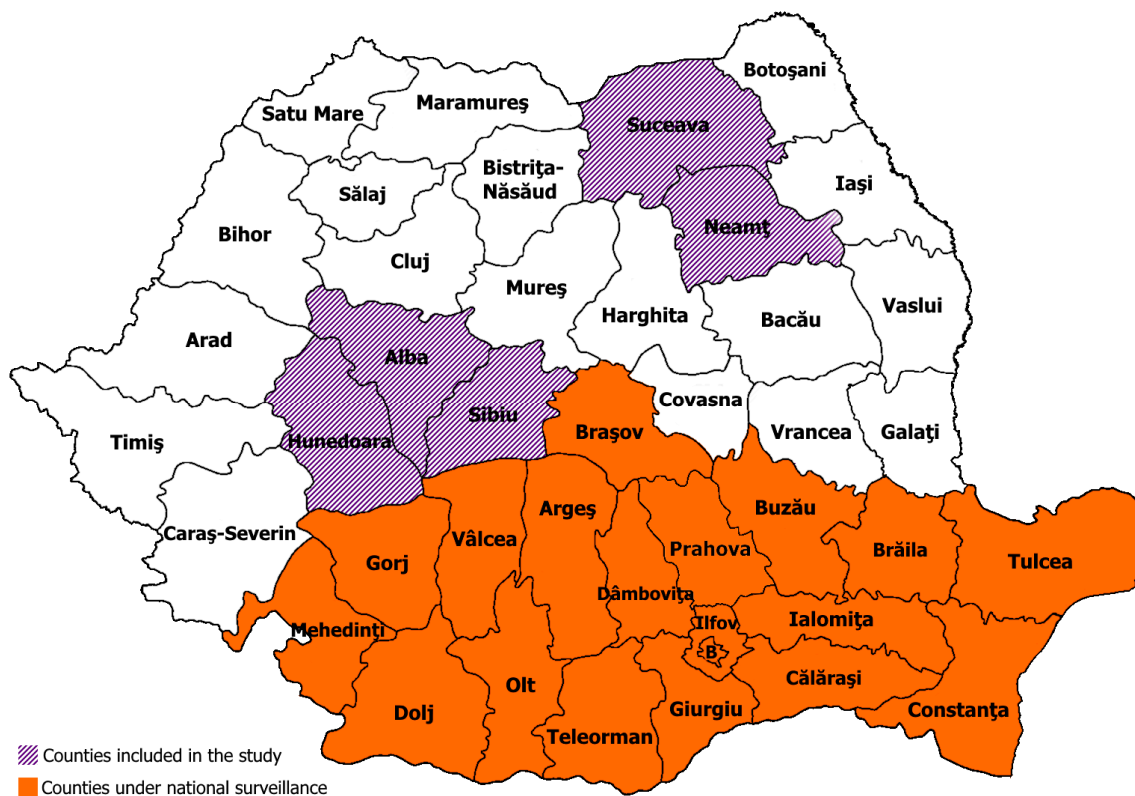 Botoşani
Maramureş
Satu Mare
Suceava
Bistriţa-
Năsăud
Iaşi
Sălaj
Neamţ
Bihor
Cluj
Mureş
Vaslui
Harghita
Bacău
Arad
Alba
Covasna
Sibiu
Braşov
Vrancea
Galaţi
Timiş
Hunedoara
Argeş
Buzău
Caraş-Severin
Vâlcea
Prahova
Brăila
Gorj
Tulcea
Dâmboviţa
Ilfov
Ialomiţa
Mehedinţi
B
Călăraşi
Olt
Giurgiu
Constanţa
Dolj
Teleorman
Counties included in the study
Counties under national surveillance